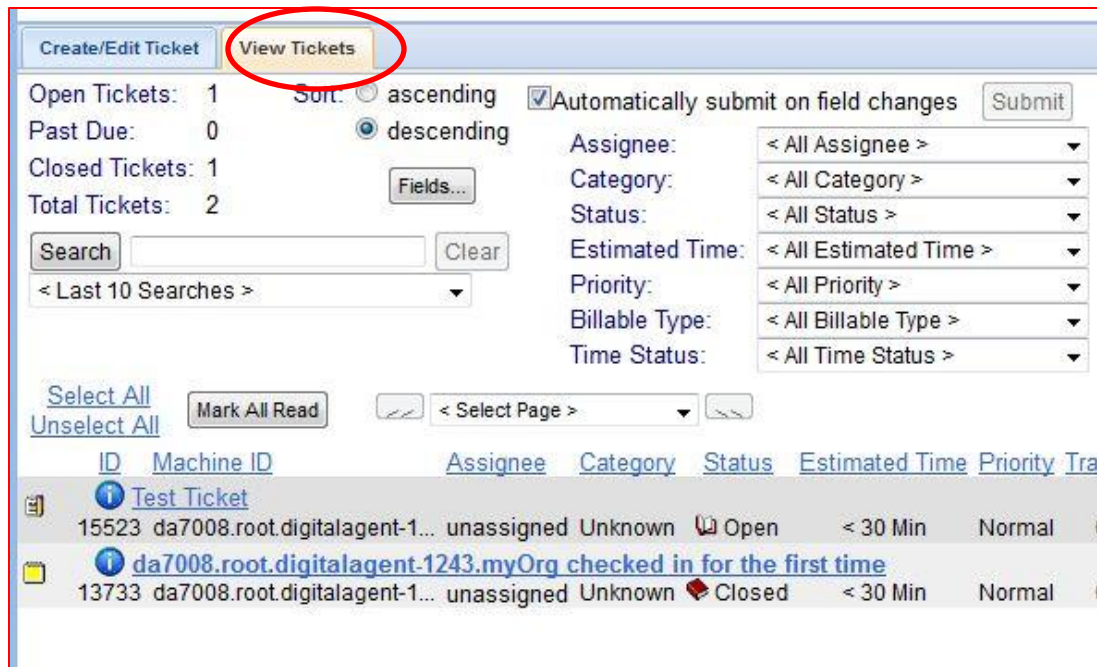 Create/Edit Ticket View Tickets
Open Tickets: 1 Sort: ascending Automatically submit on field changes Submit
Past Due: 0 descending
Assignee: < All Assignee >
Closed Tickets: 1 Fields... Category: < All Category >
Total Tickets: 2 Status: < All Status >
Search Clear Estimated Time: < All Estimated Time >
< Last 10 Searches > Priority: < All Priority >
Billable Type: < All Billable Type >
Time Status: < All Time Status >
Select All
Unselect All Mark All Read < Select Page >
ID Machine ID Assignee Category Status Estimated Time Priority Tra
Test Ticket
15523 da7008.root.digitalagent-1... unassigned Unknown Open < 30 Min Normal
da7008.root.digitalagent-1243.myOrg checked in for the first time
13733 da7008.root.digitalagent-1... unassigned Unknown Closed < 30 Min Normal